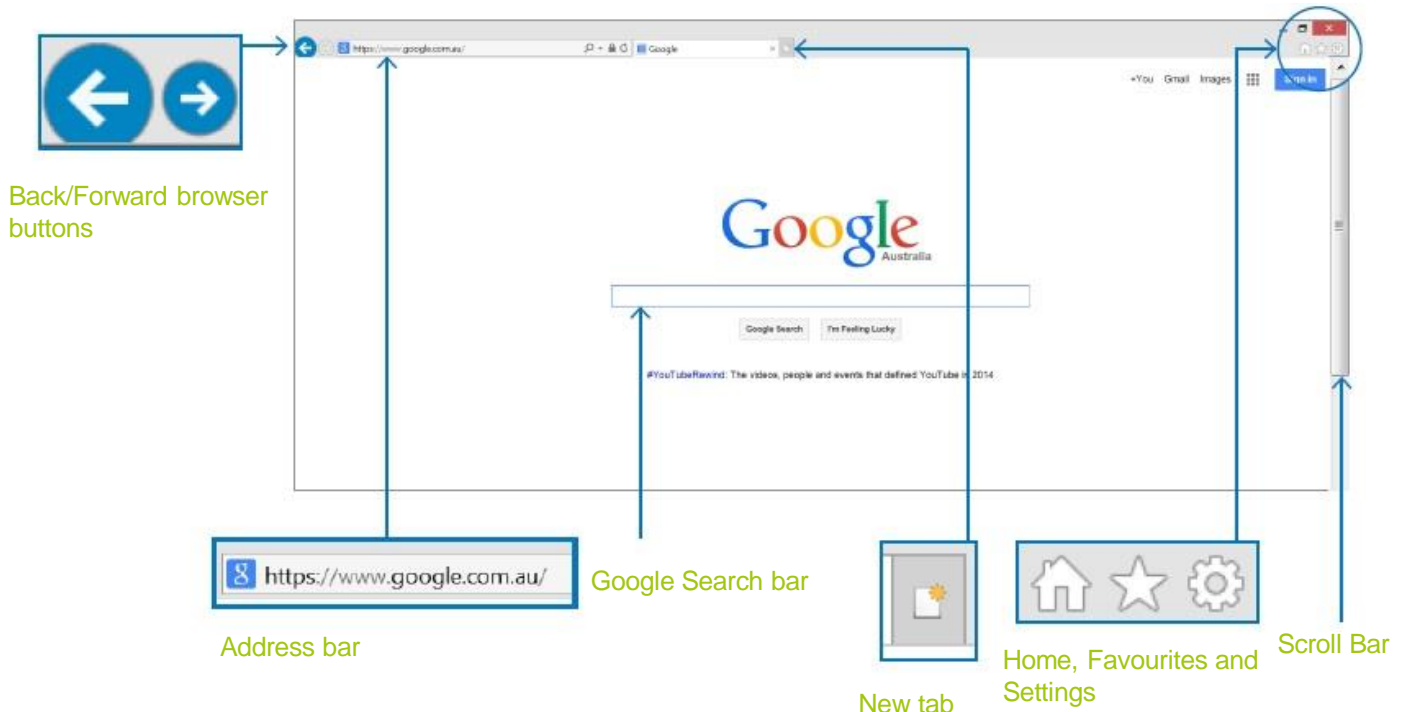 https://www.google.com.au/
Google
+You Gmail Images
Sign in
Back/Forward browser
buttons
Google
Australia
Google Search I'm Feeling Lucky
#YouTubeRewind: The videos, people and events that defined YouTube in 2014
https://www.google.com.au/
Google Search bar
Address bar
Home, Favourites and
Settings
Scroll Bar
New tab